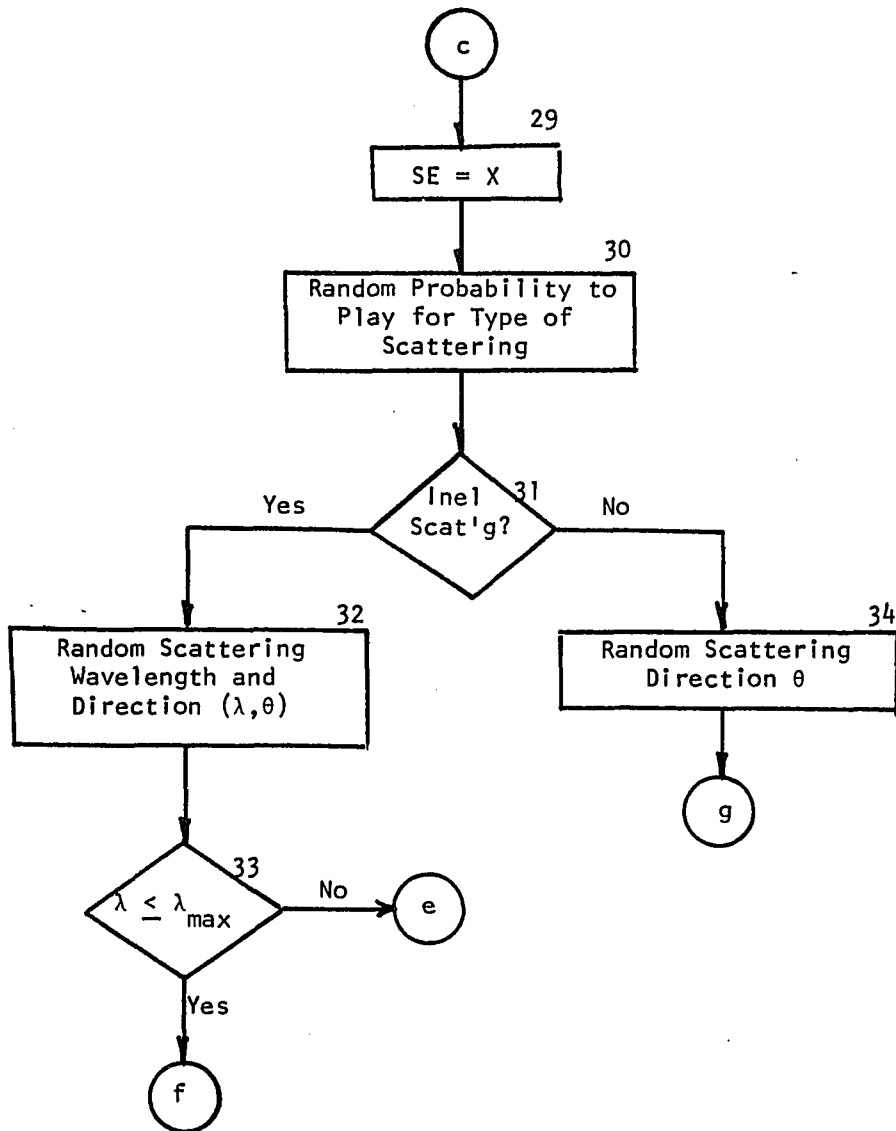 c
29
SE = X
30
Random Probability to
Play for Type of
Scattering
31
Inel
Scat'g?
Yes
No
32
Random Scattering
Wavelength and
Direction (λ,θ)
34
Random Scattering
Direction θ
g
33
λ ≤ λmax
No
e
Yes
f